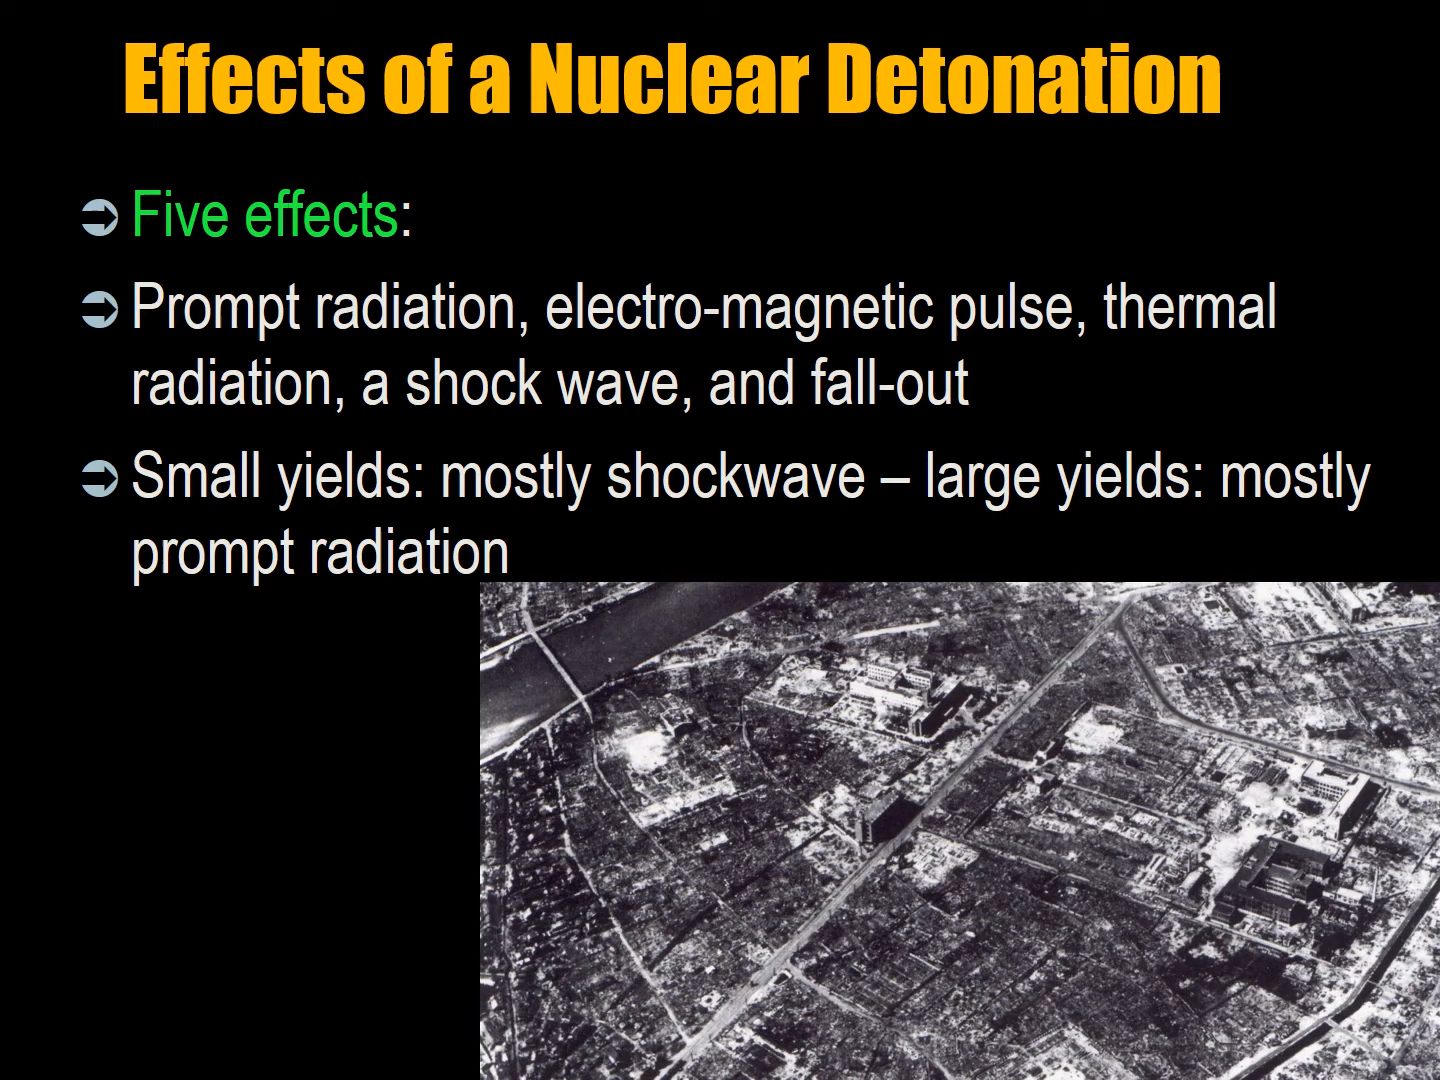 Effects of a Nuclear Detonation
Five effects:
Prompt radiation, electro-magnetic pulse, thermal
radiation, a shock wave, and fall-out
Small yields: mostly shockwave – large yields: mostly
prompt radiation